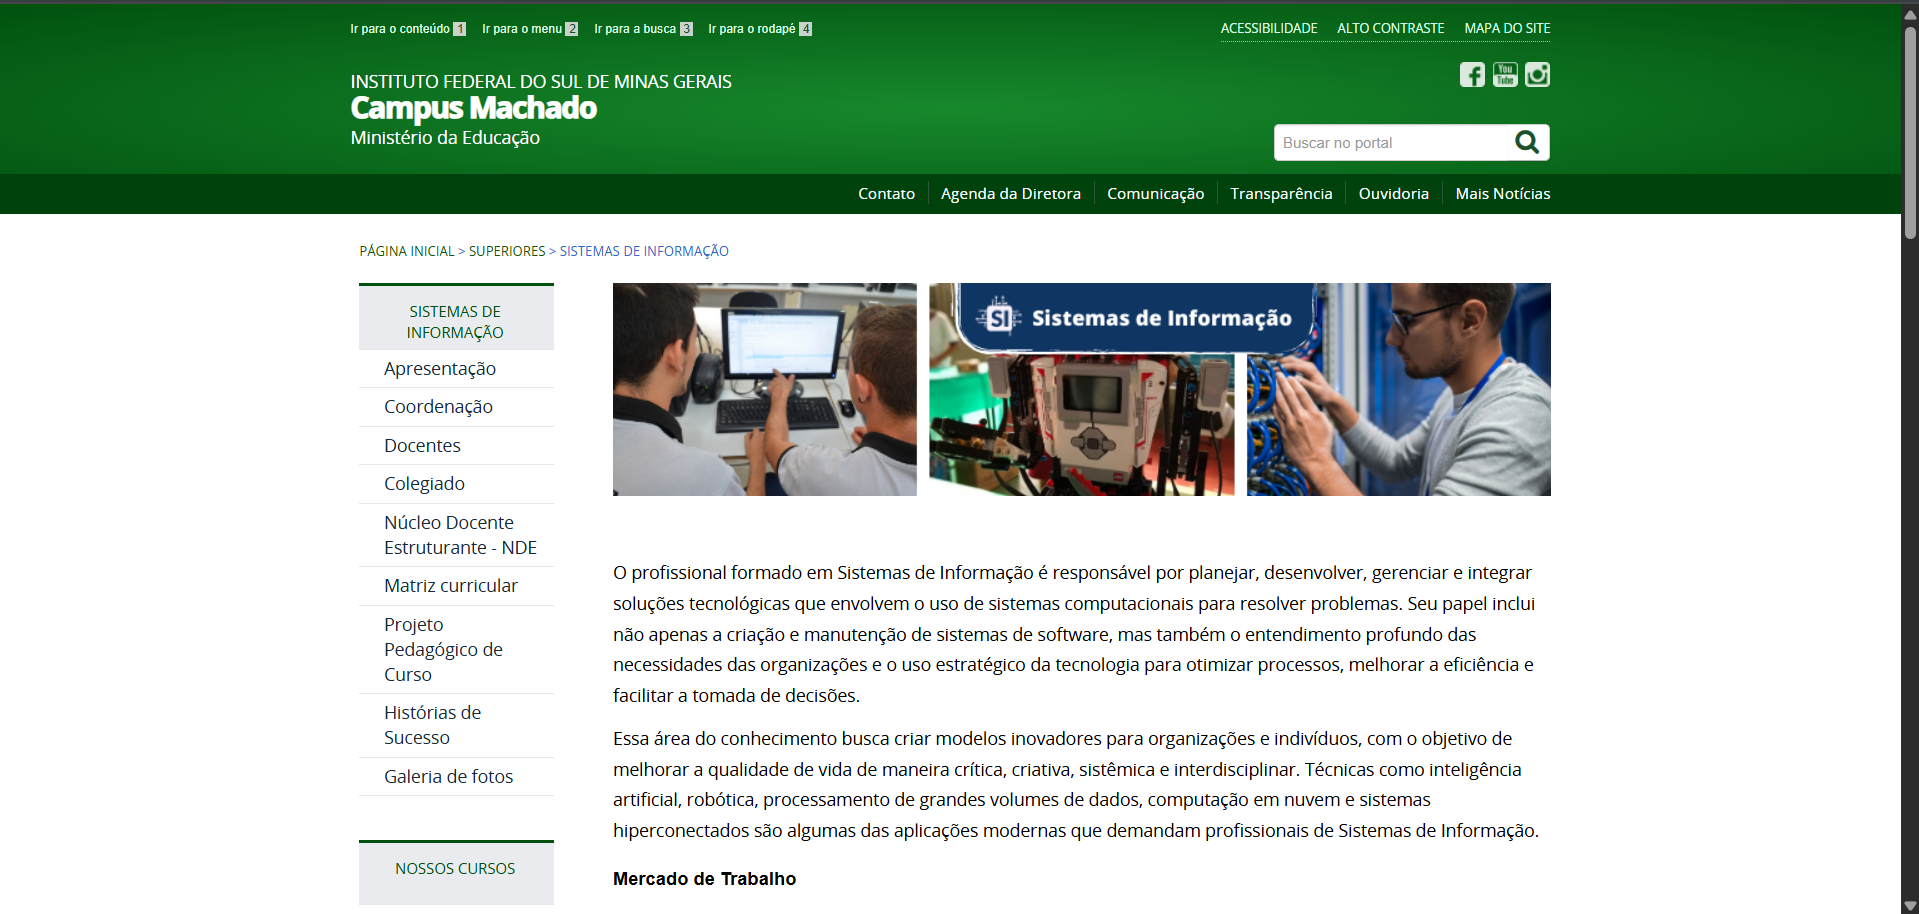 Ir para o conteúdo 1 Ir para o menu 2 Ir para a busca 3 Ir para o rodapé 4
ACESSIBILIDADE ALTO CONTRASTE MAPA DO SITE
INSTITUTO FEDERAL DO SUL DE MINAS GERAIS
Campus Machado
Ministério da Educação
You Tube
Buscar no portal
Contato Agenda da Diretora Comunicação Transparência Ouvidoria Mais Notícias
PÁGINA INICIAL > SUPERIORES > SISTEMAS DE INFORMAÇÃO
SISTEMAS DE
INFORMAÇÃO
Apresentação
Coordenação
Docentes
Colegiado
Núcleo Docente
Estruturante - NDE
Matriz curricular
Projeto
Pedagógico de
Curso
Histórias de
Sucesso
Galeria de fotos
NOSSOS CURSOS
SI Sistemas de Informação
O profissional formado em Sistemas de Informação é responsável por planejar, desenvolver, gerenciar e integrar
soluções tecnológicas que envolvem o uso de sistemas computacionais para resolver problemas. Seu papel inclui
não apenas a criação e manutenção de sistemas de software, mas também o entendimento profundo das
necessidades das organizações e o uso estratégico da tecnologia para otimizar processos, melhorar a eficiência e
facilitar a tomada de decisões.
Essa área do conhecimento busca criar modelos inovadores para organizações e indivíduos, com o objetivo de
melhorar a qualidade de vida de maneira crítica, criativa, sistêmica e interdisciplinar. Técnicas como inteligência
artificial, robótica, processamento de grandes volumes de dados, computação em nuvem e sistemas
hiperconectados são algumas das aplicações modernas que demandam profissionais de Sistemas de Informação.
Mercado de Trabalho